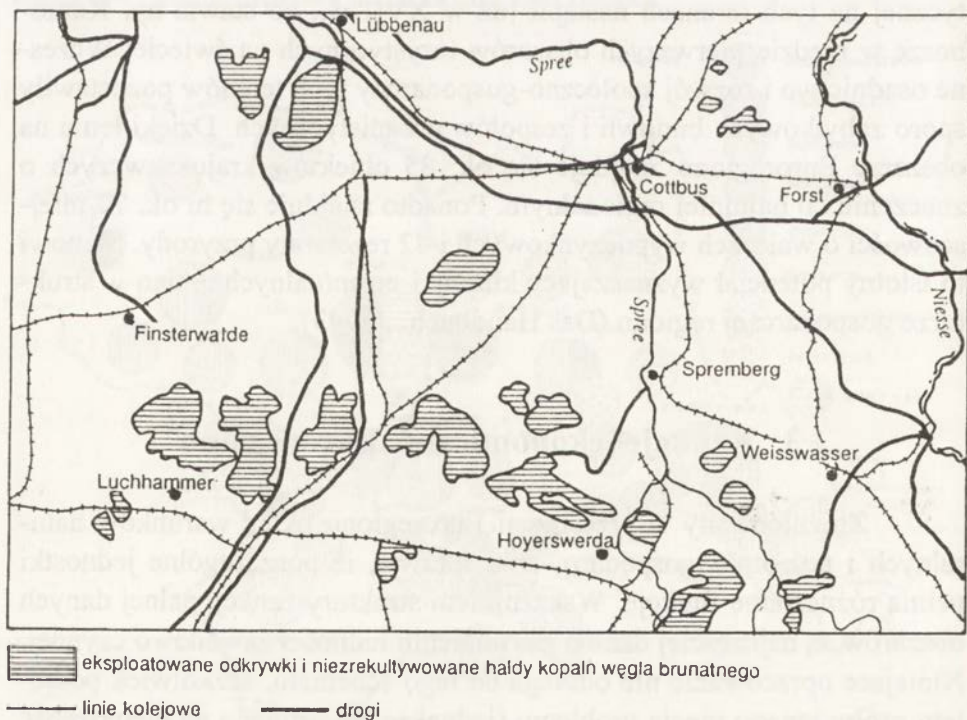 Lübbenau
Spree
Cottbus
Forst
Neisse
Finsterwalde
Spree
Spremberg
Weisswasser
Luchhammer
Hoyerswerda
eksploatowane odkrywki i niezrekultywowane hałdy kopalń węgla brunatnego
linie kolejowe drogi